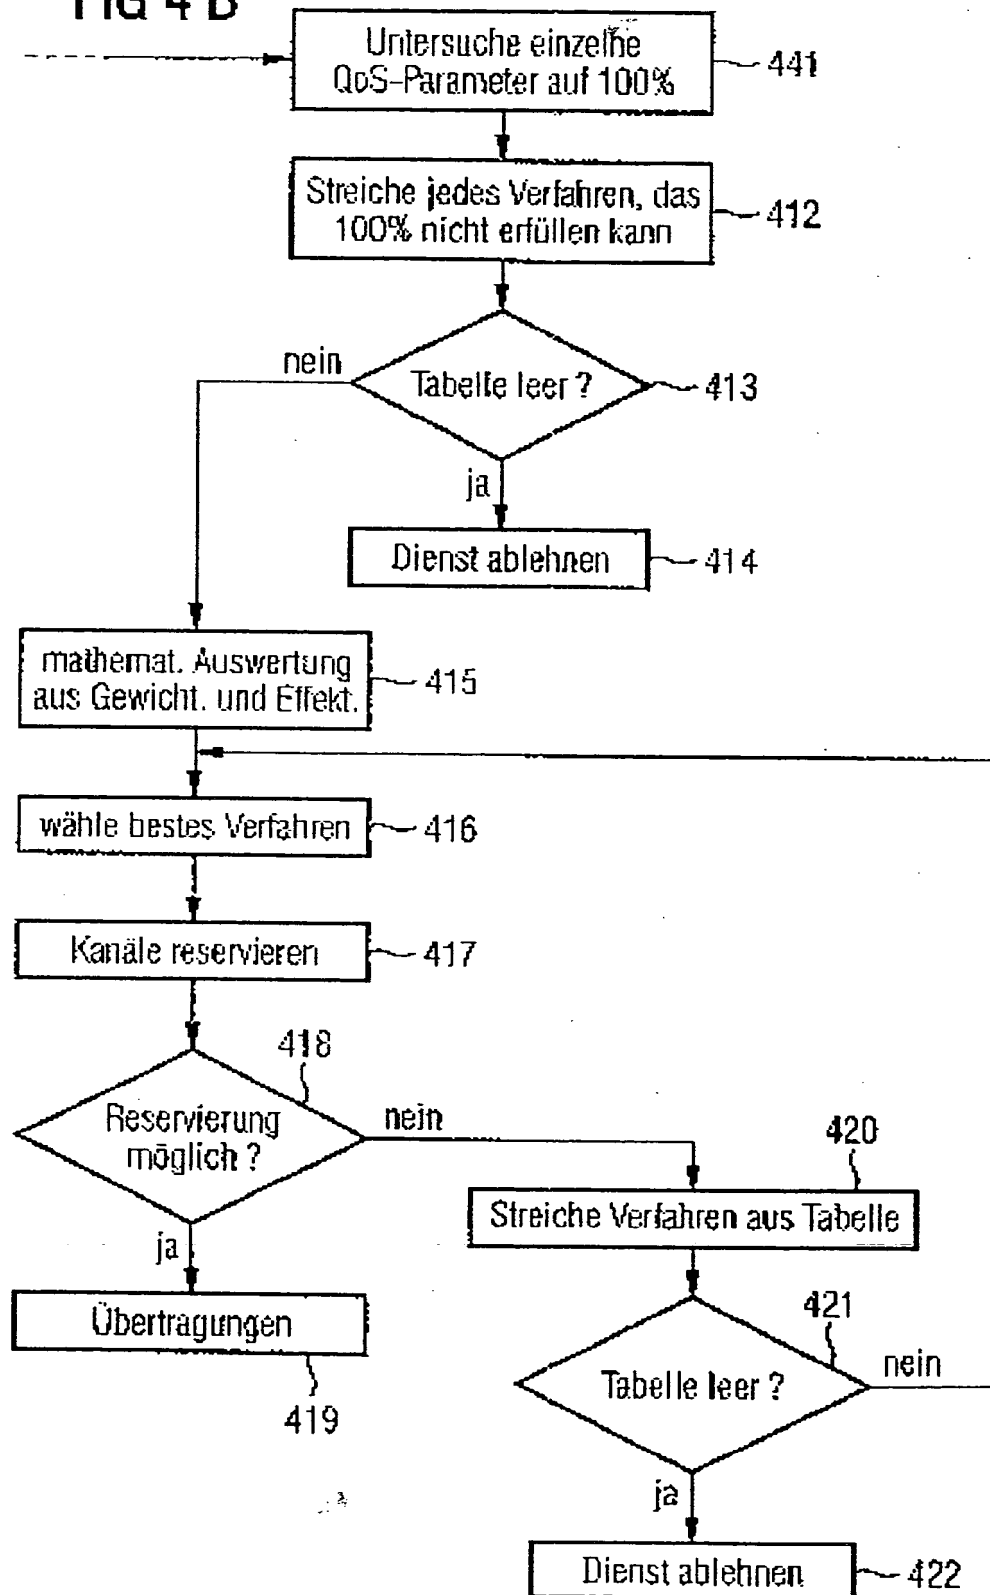 FIG 4 B
Untersuche einzelne
QoS-Parameter auf 100%
441
Streiche jedes Verfahren, das
100% nicht erfüllen kann
412
nein
Tabelle leer ?
413
ja
Dienst ablehnen
414
mathemat. Auswertung
aus Gewicht. und Effekt.
415
wähle bestes Verfahren
416
Kanäle reservieren
417
418
Reservierung
möglich ?
nein
420
Streiche Verfahren aus Tabelle
ja
Übertragungen
419
421
Tabelle leer ?
nein
ja
Dienst ablehnen
422